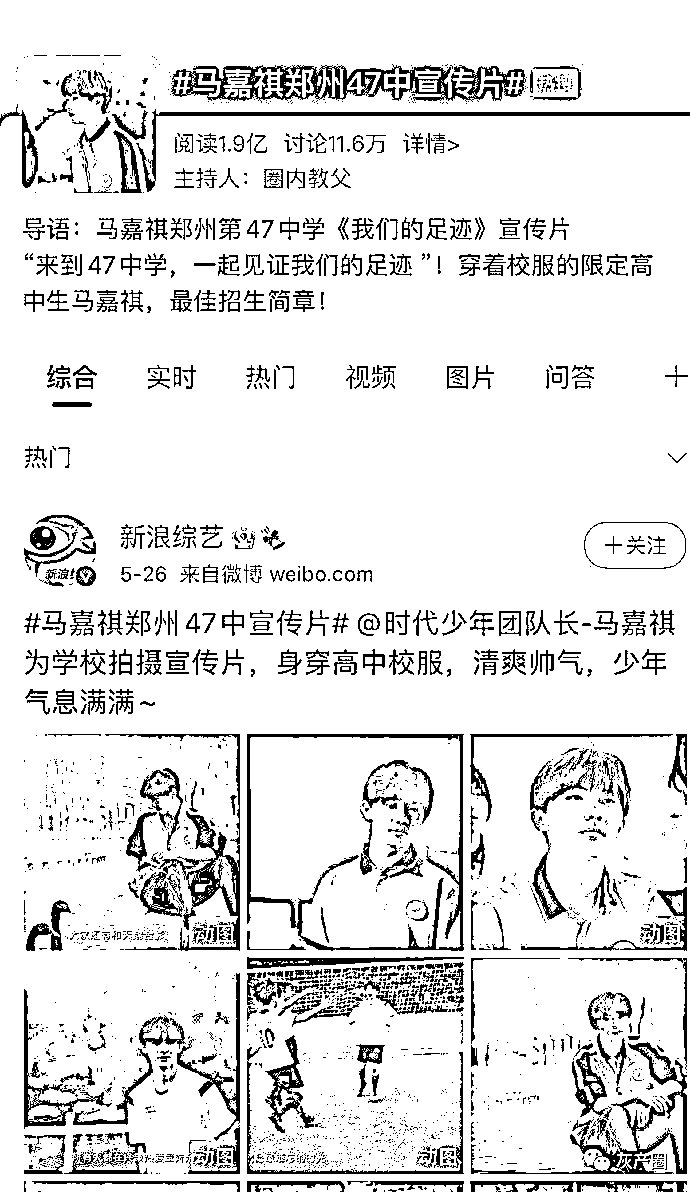 #马嘉祺郑州47中宣传片#
阅读1.9亿 讨论11.6万 详情>
主持人：圈内教父
导语：马嘉祺郑州第47中学《我们的足迹》宣传片
“来到47中学，一起见证我们的足迹 ”！穿着校服的限定高
中生马嘉祺，最佳招生简章！
综合 实时 热门 视频 图片 问答
热门
新浪综艺
+关注
5-26 来自微博 weibo.com
#马嘉祺郑州47中宣传片# @时代少年团队长-马嘉祺
为学校拍摄宣传片，身穿高中校服，清爽帅气，少年
气息满满~
动图
动图
动图
动图
灰产圈